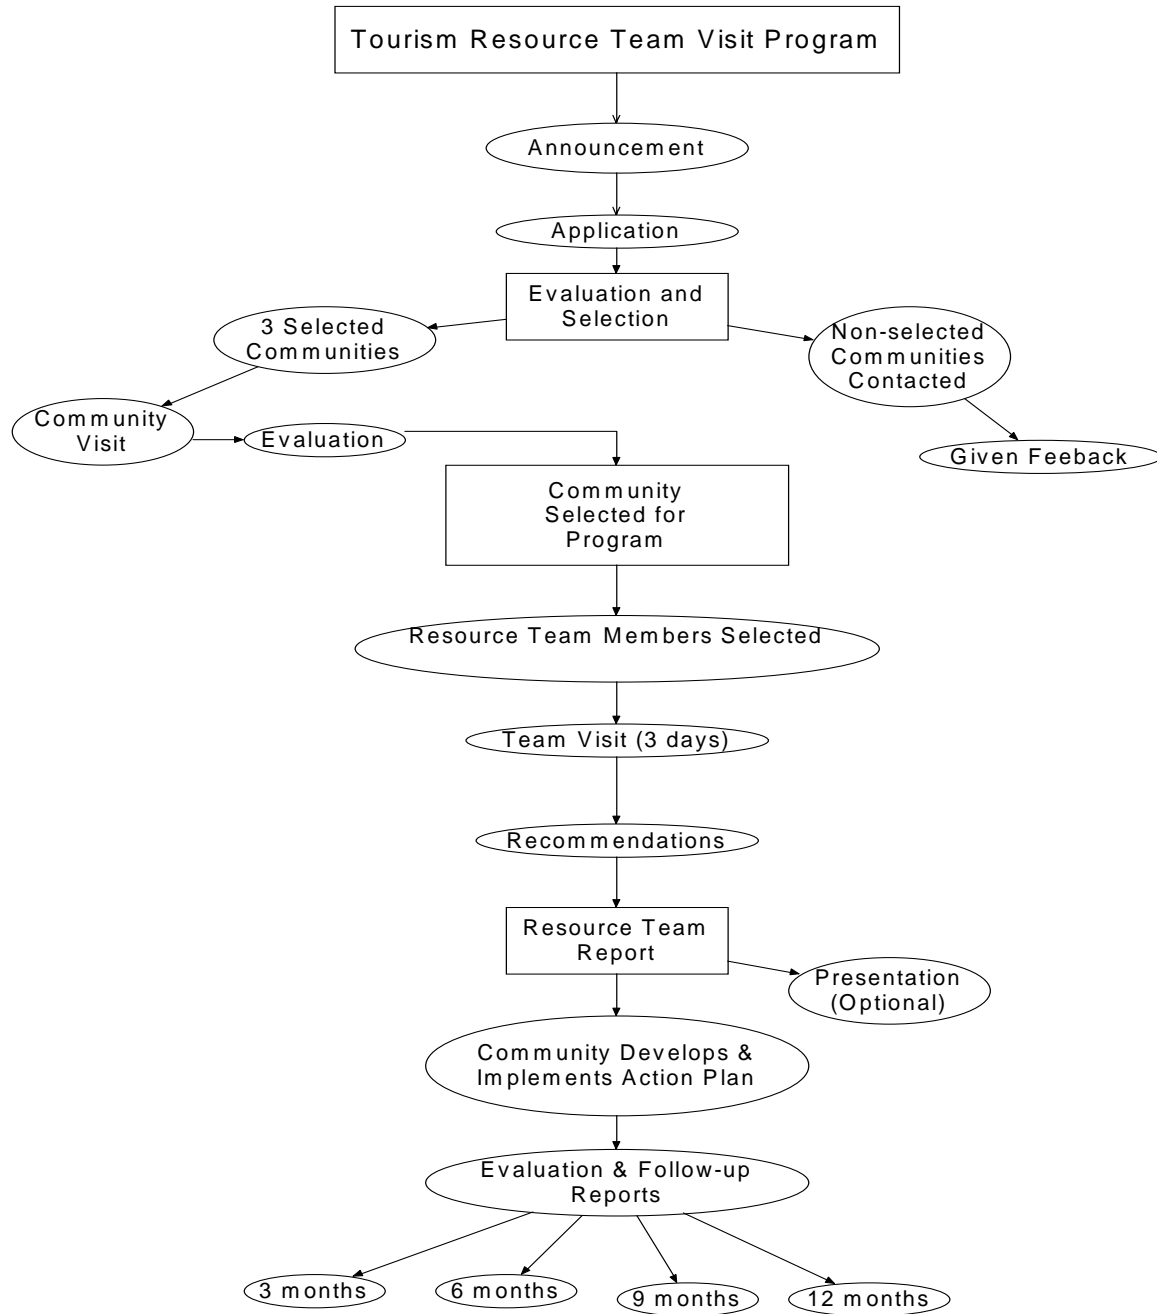 Tourism Resource Team Visit Program
Announcement
Application
Evaluation and
Selection
3 Selected
Communities
Non-selected
Communities
Contacted
Community
Visit
Evaluation
Given Feeback
Community
Selected for
Program
Resource Team Members Selected
Team Visit (3 days)
Recommendations
Resource Team
Report
Presentation
(Optional)
Community Develops &
Implements Action Plan
Evaluation & Follow-up
Reports
3 months
6 months
9 months
12 months